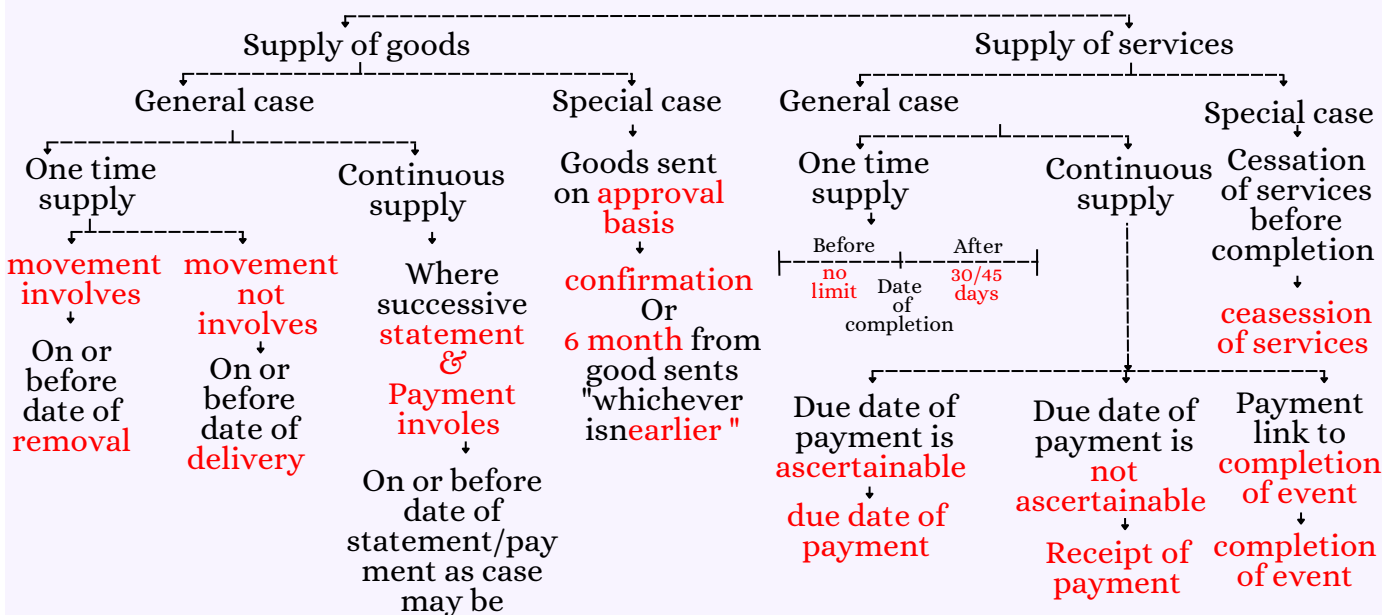 Supply of goods
General case
One time
supply
movement
involves
On or
before
date of
removal
movement
not
involves
On or
before
date of
delivery
Continuous
supply
Where
successive
statement
&
Payment
involes
On or before
date of
statement/pay
ment as case
may be
Special case
Goods sent
on approval
basis
confirmation
Or
6 month from
good sents
"whichever
isnearlier "
Supply of services
General case
One time
supply
Before
no
limit
Date
of
completion
After
30/45
days
Continuous
supply
Due date of
payment is
ascertainable
due date of
payment
Due date of
payment is
not
ascertainable
Receipt of
payment
Payment
link to
completion
of event
completion
of event
Special case
Cessation
of services
before
completion
ceasession
of services